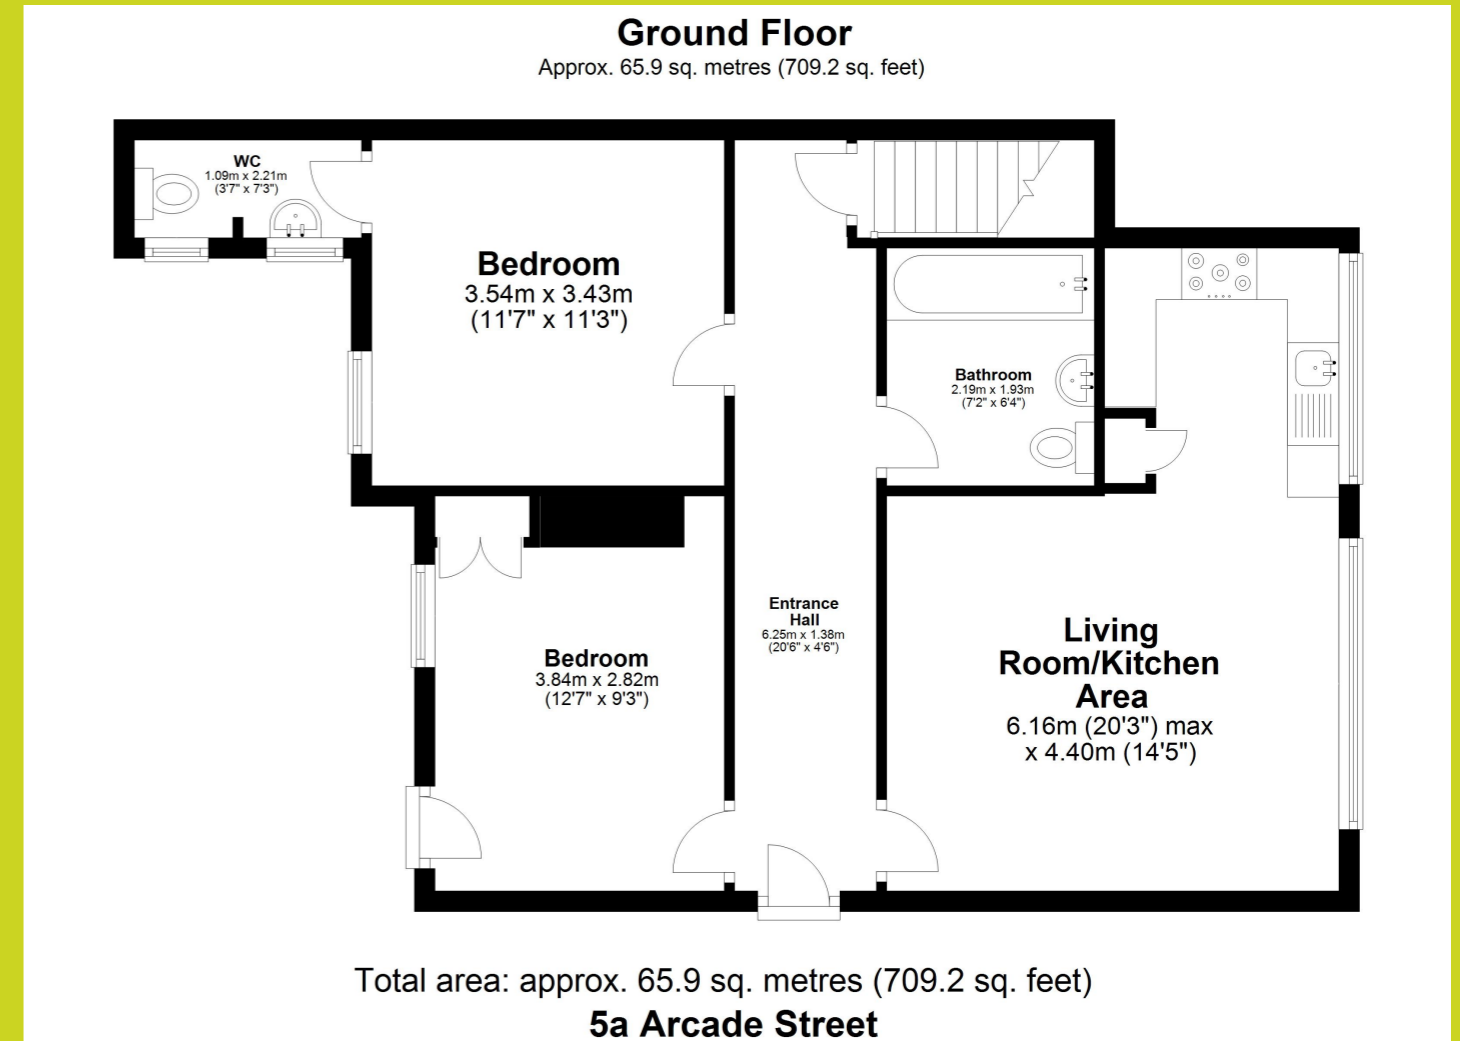 Ground Floor
Approx. 65.9 sq. metres (709.2 sq. feet)
WC
1.09m x 2.21m
(3'7" x 7'3")
Bedroom
3.54m x 3.43m
(11'7" x 11'3")
Bathroom
2.19m x 1.93m
(7'2" x 6'4")
Entrance
Hall
6.25m x 1.38m
(20'6" x 4'6")
Bedroom
3.84m x 2.82m
(12'7" x 9'3")
Living
Room/Kitchen
Area
6.16m (20'3") max
x 4.40m (14'5")
Total area: approx. 65.9 sq. metres (709.2 sq. feet)
5a Arcade Street